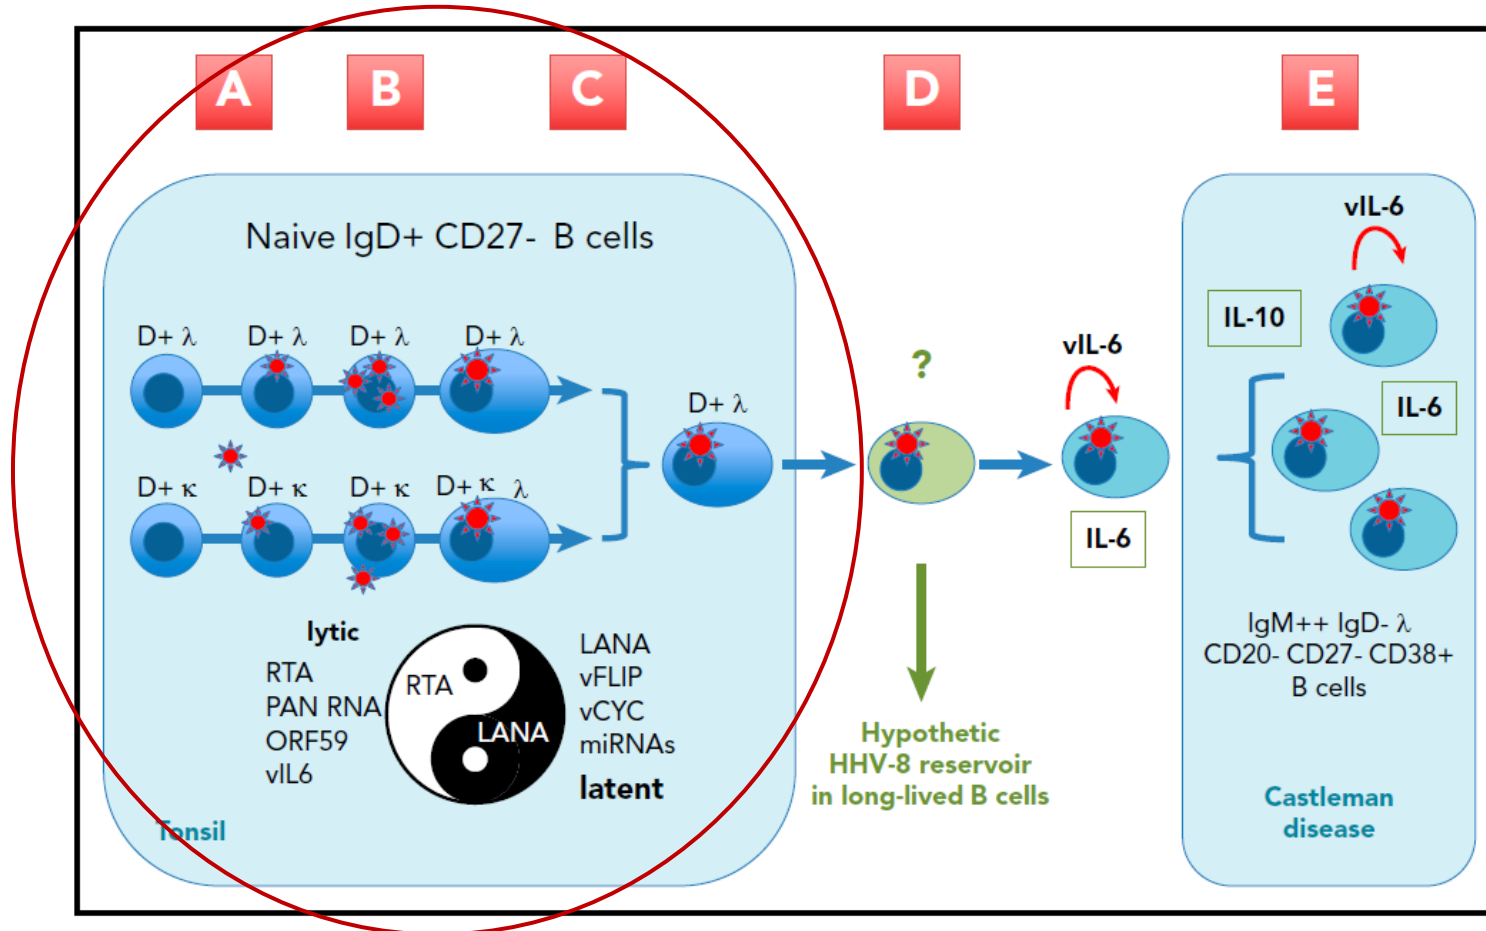 A B C D E
Naive IgD+ CD27- B cells
vIL-6
IL-10
IL-6
D+ λ D+ λ D+ λ D+ λ
D+ λ
?
vIL-6
IL-6
D+ κ D+ κ D+ κ D+ κ λ
lytic
RTA
PAN RNA
ORF59
vIL6
RTA
LANA
LANA
vFLIP
vCYC
miRNAs
latent
Tonsil
Hypothetic
HHV-8 reservoir
in long-lived B cells
IgM++ IgD- λ
CD20- CD27- CD38+
B cells
Castleman
disease